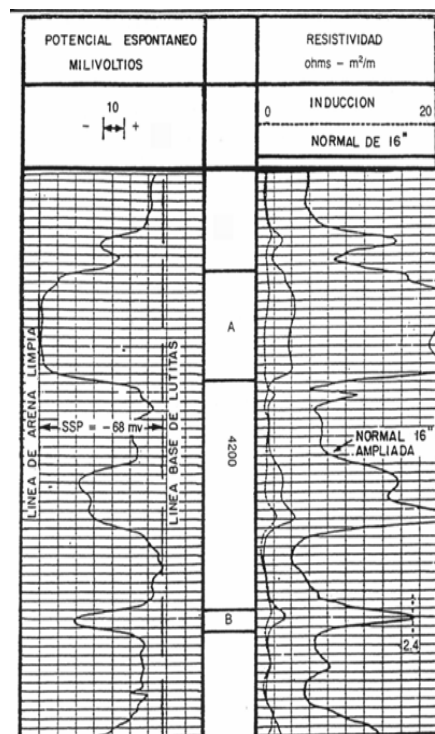 POTENCIAL ESPONTANEO
MILIVOLTIOS
10
- +
RESISTIVIDAD
ohms - m²/m
INDUCCION
0 20
NORMAL DE 16"
A
LINEA DE ARENA LIMPIA
SSP = -68 mv
LINEA BASE DE LUTITAS
4200
NORMAL 16"
AMPLIADA
B
2.4